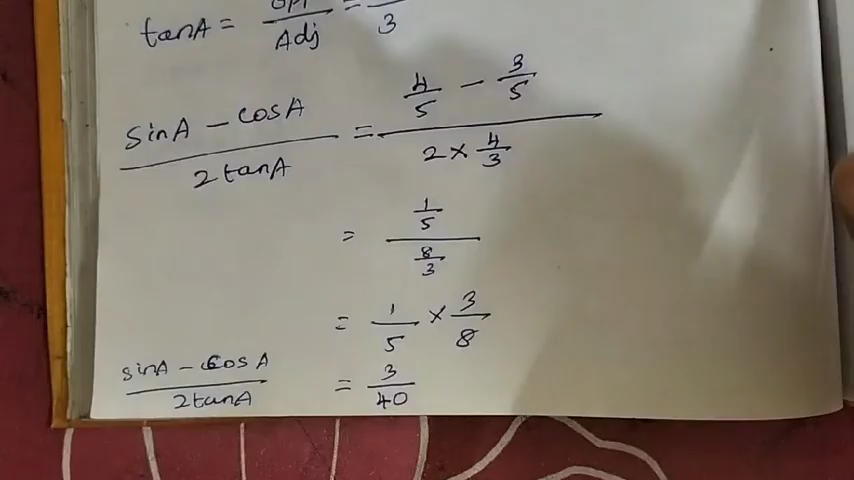 tanA = Opp/Adj = /3
sinA - cosA / 2tanA = 4/5 - 3/5 / 2 × 4/3
= 1/5 / 8/3
= 1/5 × 3/8
sinA - cosA / 2tanA = 3/40